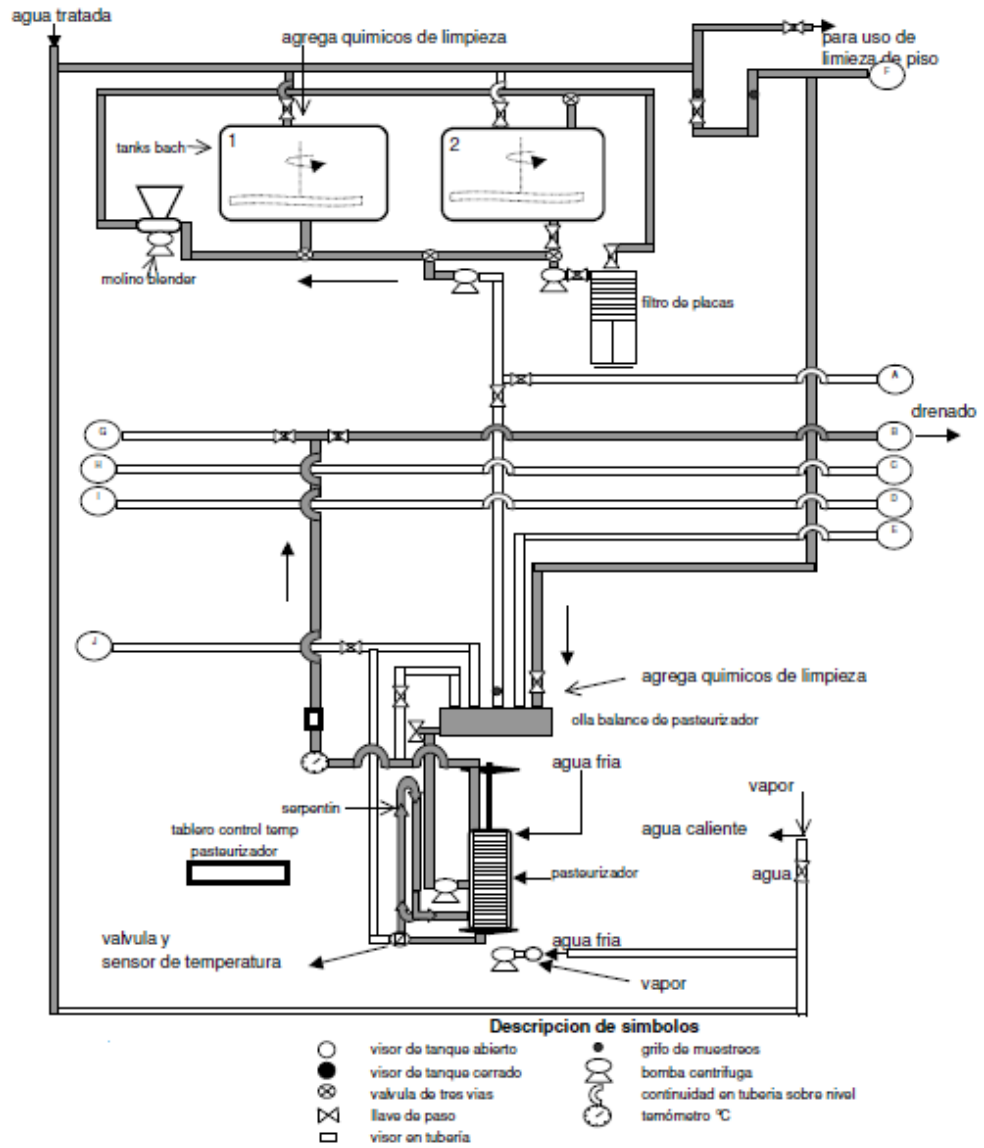 agua tratada
agrega quimicos de limpieza
para uso de
limieza de piso
F
tanks bach
1
2
molino blender
filtro de placas
A
drenado
G
B
H
C
I
D
E
J
agrega quimicos de limpieza
olla balance de pasteurizador
agua fria
vapor
serpentin
tablero control temp
pasteurizador
agua caliente
pasteurizador
agua
valvula y
sensor de temperatura
agua fria
vapor
Descripcion de simbolos
visor de tanque abierto
grifo de muestreos
visor de tanque cerrado
bomba centrifuga
valvula de tres vias
continuidad en tuberia sobre nivel
llave de paso
temómetro ºC
visor en tubería